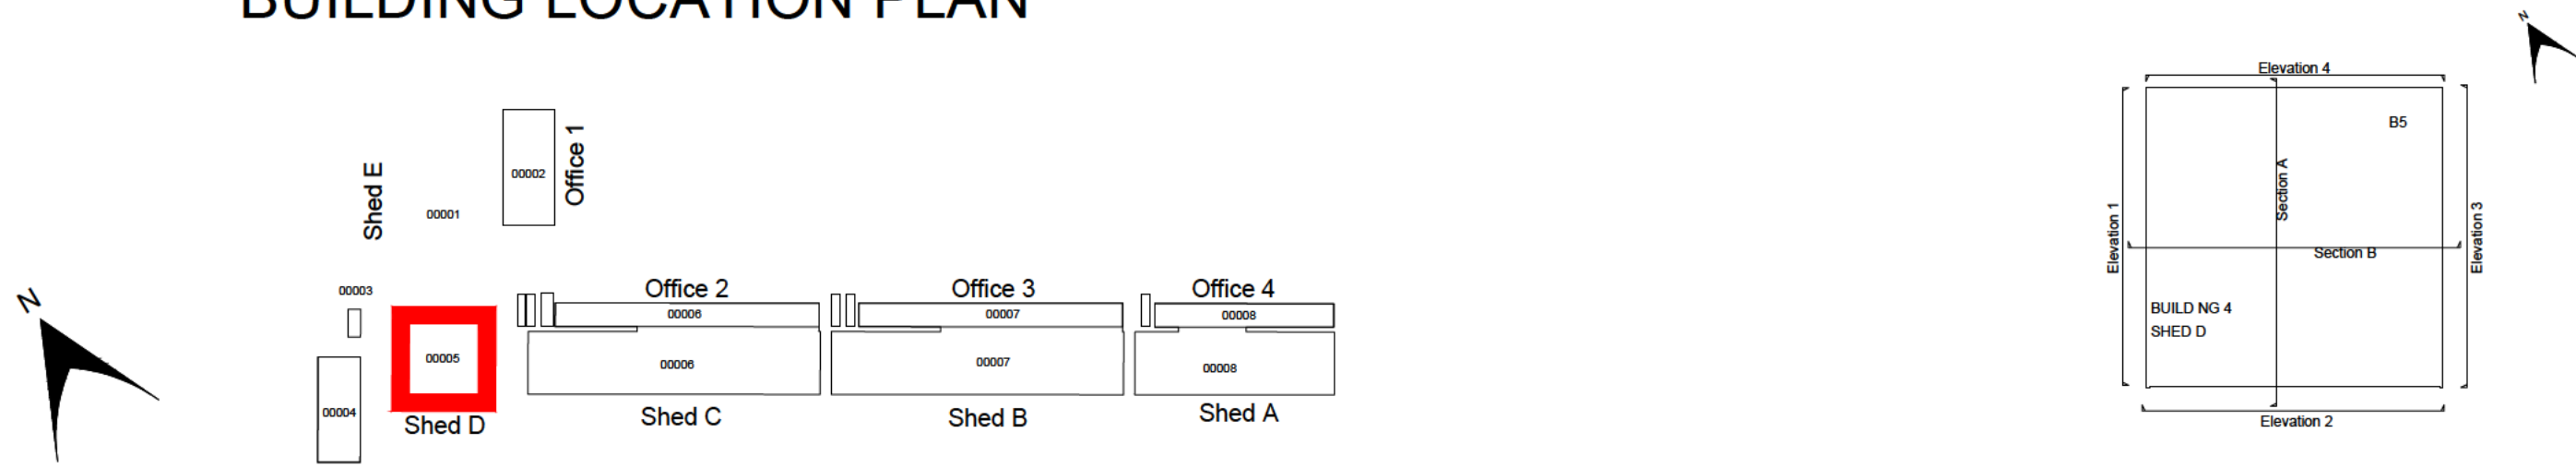 BUILDING LOCATION PLAN
N
Elevation 4
B5
Office 1
00002
Section A
Shed E
00001
Elevation 1
Elevation 3
Section B
N
00003
Office 2
Office 3
Office 4
00006
00007
00008
BUILD NG 4
SHED D
00005
00006
00007
00008
00004
Shed D
Shed C
Shed B
Shed A
Elevation 2